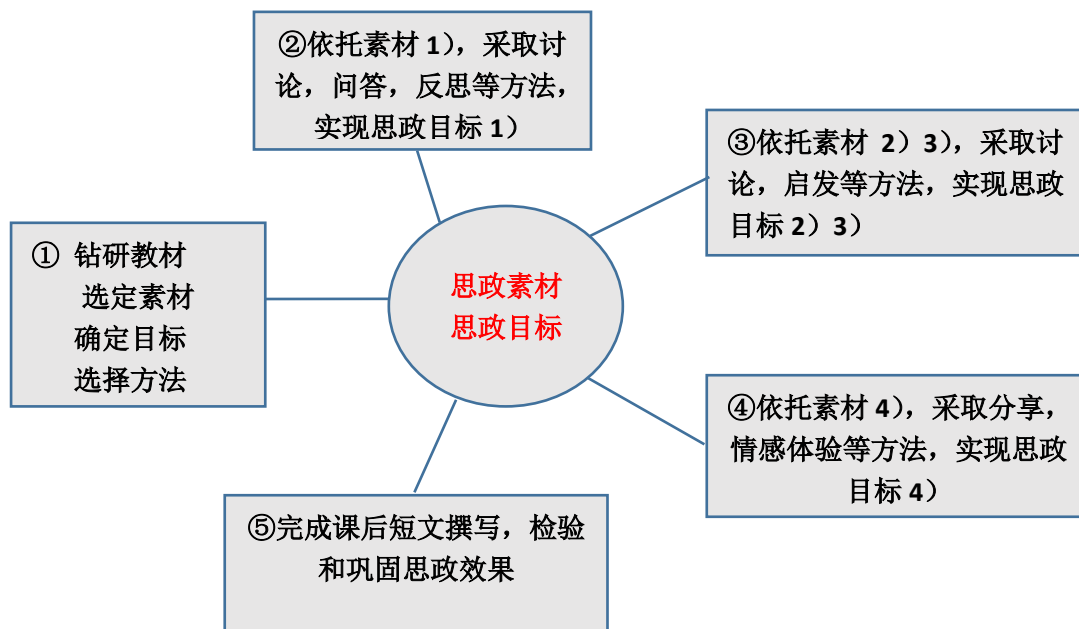 ① 钻研教材
选定素材
确定目标
选择方法
②依托素材 1），采取讨
论，问答，反思等方法，
实现思政目标 1）
③依托素材 2）3），采取讨
论，启发等方法，实现思政
目标 2）3）
④依托素材 4），采取分享，
情感体验等方法，实现思政
目标 4）
⑤完成课后短文撰写，检验
和巩固思政效果
思政素材
思政目标